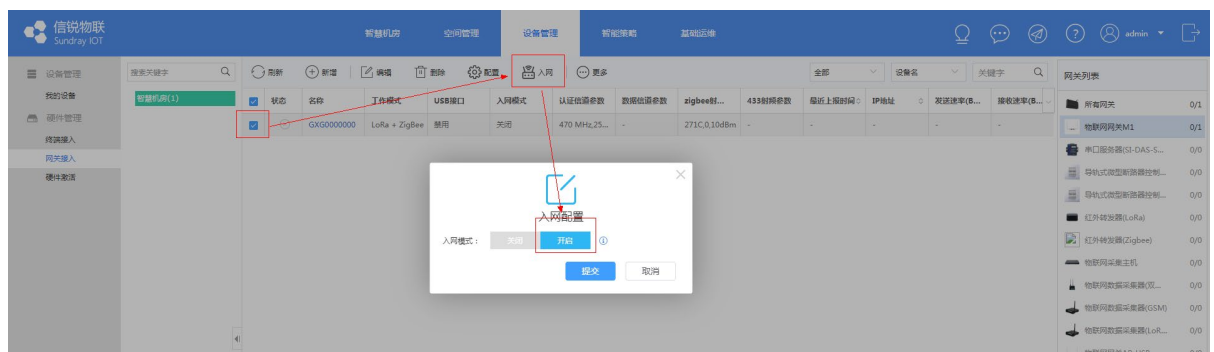 信锐物联
Sundray IOT
智慧机房 空间管理 设备管理 智能策略 基础运维
admin
设备管理
我的设备
硬件管理
终端接入
网关接入
硬件激活
搜索关键字
智慧机房(1)
刷新 新增 编辑 删除 配置 入网 更多
全部 设备名 关键字
状态 名称 工作模式 USB接口 入网模式 认证信道参数 数据信道参数 zigbee射... 433射频参数 最近上报时间 IP地址 发送速率(B... 接收速率(B...
GXG0000000 LoRa + ZigBee 禁用 关闭 470 MHz,25... - 271C,0,10dBm - - - - -
入网配置
入网模式： 关闭 开启
提交 取消
网关列表
所有网关 0/1
物联网网关M1 0/1
串口服务器(SI-DAS-S... 0/0
导轨式微型断路器控制... 0/0
导轨式微型断路器控制... 0/0
红外转发器(LoRa) 0/0
红外转发器(Zigbee) 0/0
物联网采集主机 0/0
物联网数据采集器(双... 0/0
物联网数据采集器(GSM) 0/0
物联网数据采集器(LoR... 0/0